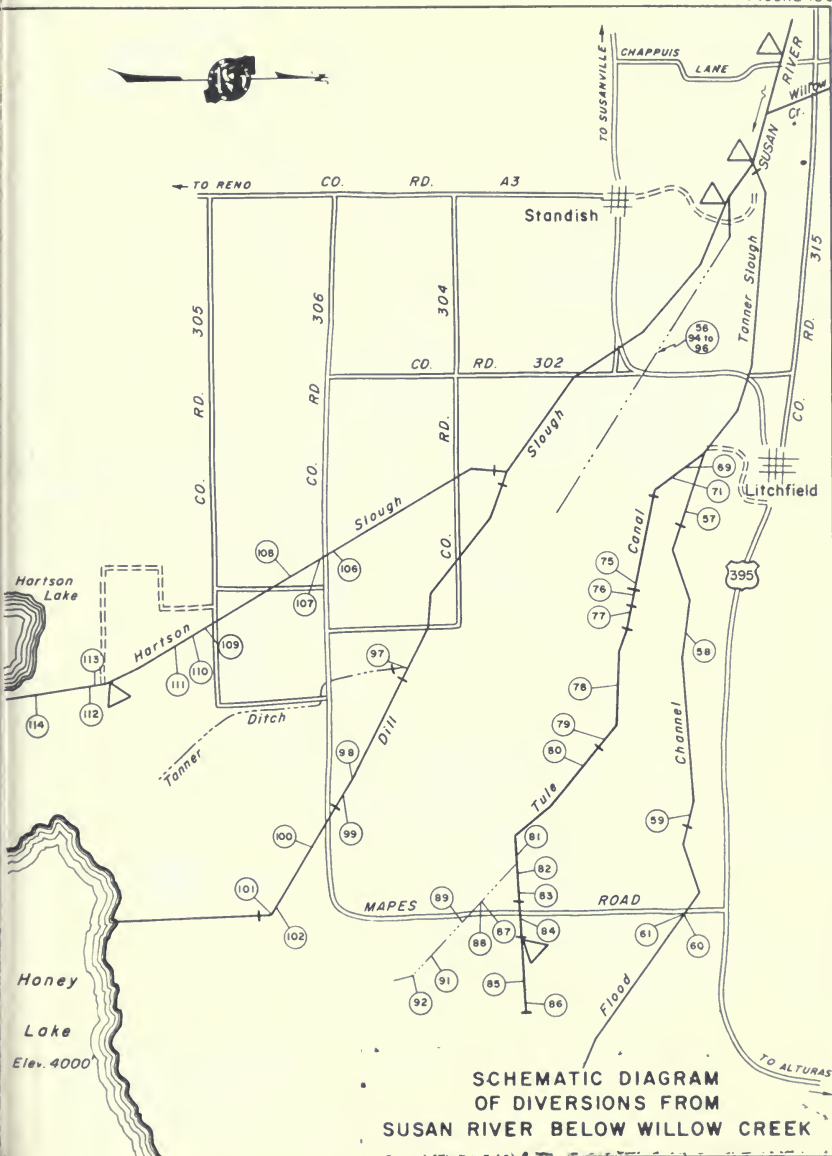 TO SUSANVILLE
CHAPPUIS
LANE
RIVER
Willow
Cr.
SUSAN
TO RENO
CO.
RD.
A3
Standish
315
RD.
CO.
Tanner Slough
305
RD.
CO.
306
RD
CO.
304
RD.
CO.
56
94 to
96
CO.
RD.
302
Slough
69
71
Litchfield
57
Canal
395
Slough
108
106
107
75
76
77
Hartson
Lake
Hartson
109
110
111
113
112
114
97
58
78
Ditch
Tanner
Dill
79
80
Channel
98
99
100
Tule
59
81
82
83
101
102
MAPES
ROAD
89
88
87
84
61
60
91
92
85
86
Flood
Honey
Lake
Elev. 4000'
TO ALTURAS
SCHEMATIC DIAGRAM
OF DIVERSIONS FROM
SUSAN RIVER BELOW WILLOW CREEK